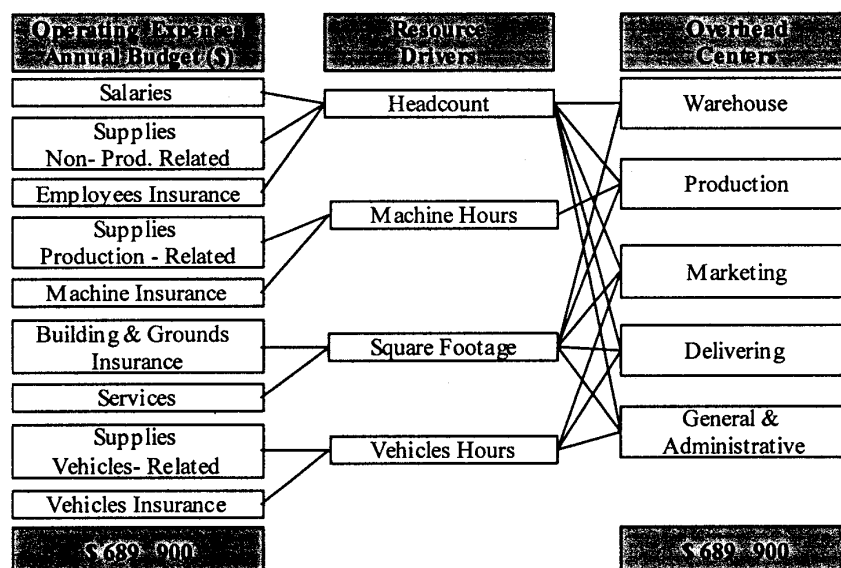 Operating Expenses
Annual Budget ($)
Resource
Drivers
Overhead
Centers
Salaries
Supplies
Non- Prod. Related
Employees Insurance
Supplies
Production - Related
Machine Insurance
Building & Grounds
Insurance
Services
Supplies
Vehicles- Related
Vehicles Insurance
$ 689 900
Headcount
Machine Hours
Square Footage
Vehicles Hours
Warehouse
Production
Marketing
Delivering
General &
Administrative
$ 689 900